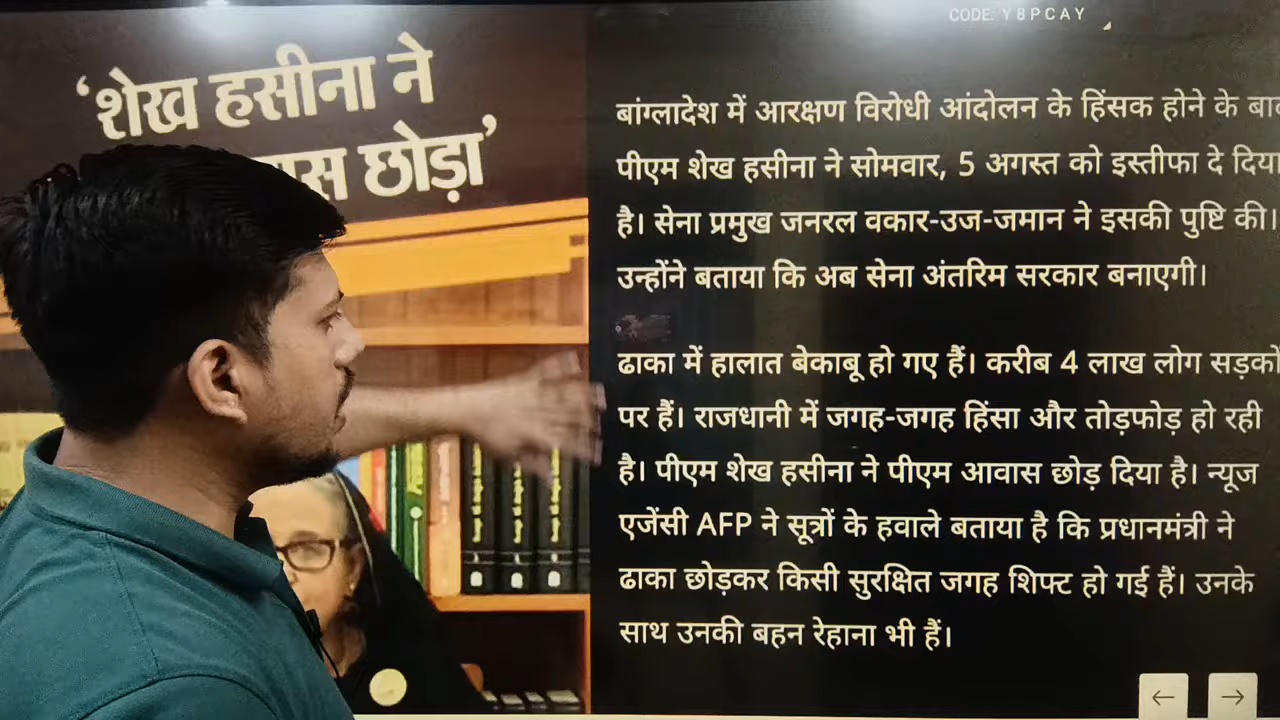 CODE: Y8PCAY
‘शेख हसीना ने
छोड़ा’
बांग्लादेश में आरक्षण विरोधी आंदोलन के हिंसक होने के
पीएम शेख हसीना ने सोमवार, 5 अगस्त को इस्तीफा दे दिया
है। सेना प्रमुख जनरल वकार-उज-जमान ने इसकी पुष्टि की।
उन्होंने बताया कि अब सेना अंतरिम सरकार बनाएगी।
ढाका में हालात बेकाबू हो गए हैं। करीब 4 लाख लोग सड़कों
पर हैं। राजधानी में जगह-जगह हिंसा और तोड़फोड़ हो रही
है। पीएम शेख हसीना ने पीएम आवास छोड़ दिया है। न्यूज
एजेंसी AFP ने सूत्रों के हवाले बताया है कि प्रधानमंत्री ने
ढाका छोड़कर किसी सुरक्षित जगह शिफ्ट हो गई हैं। उनके
साथ उनकी बहन रेहाना भी हैं।